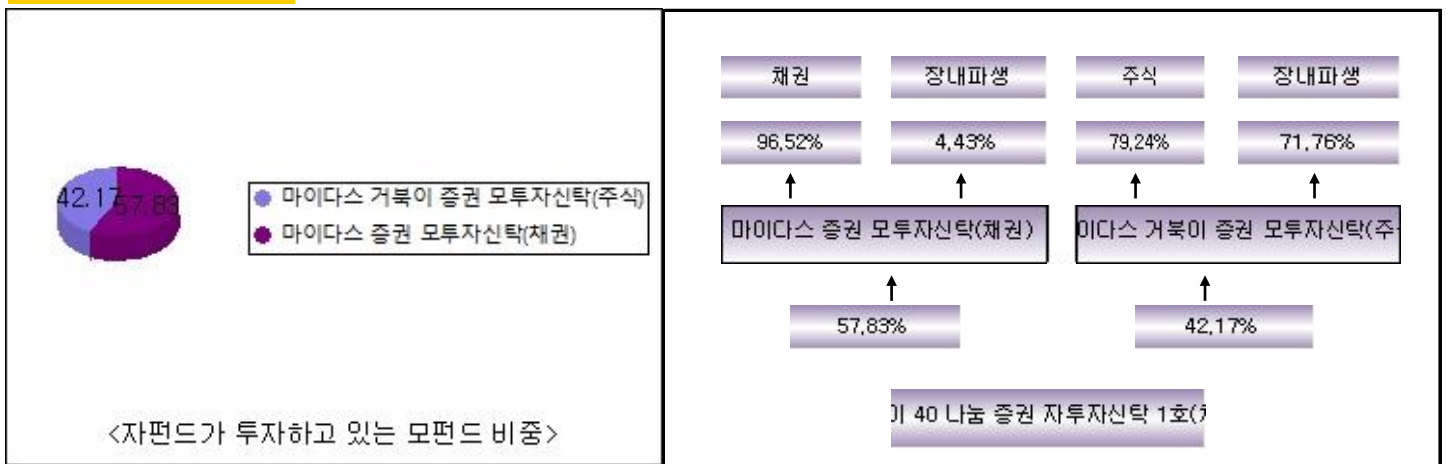 42.17
57.83
마이다스 거북이 증권 모투자신탁(주식)
마이다스 증권 모투자신탁(채권)
<자펀드가 투자하고 있는 모펀드 비중>
채권 장내파생 주식 장내파생
96,52% 4,43% 79,24% 71,76%
마이다스 증권 모투자신탁(채권) 이다스 거북이 증권 모투자신탁(주
57,83% 42,17%
40 나눔 증권 자투자신탁 1호(